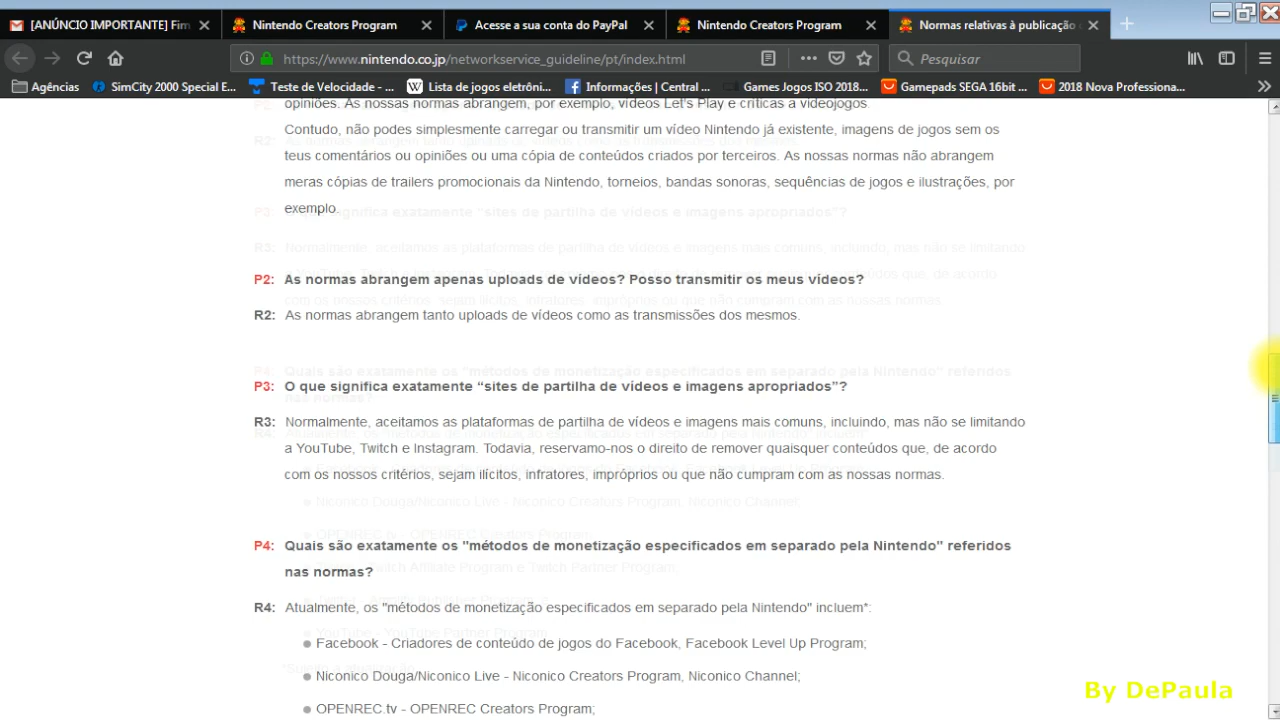 [ANÚNCIO IMPORTANTE] Fim
Nintendo Creators Program
Acesse a sua conta do PayPal
Nintendo Creators Program
Normas relativas à publicação
https://www.nintendo.co.jp/networkservice_guideline/pt/index.html
Pesquisar
Agências
SimCity 2000 Special E...
Teste de Velocidade - ...
Lista de jogos eletrôni...
Informações | Central ...
Games Jogos ISO 2018...
Gamepads SEGA 16bit ...
2018 Nova Profissiona...
opiniões. As nossas normas abrangem, por exemplo, vídeos Let's Play e críticas a videojogos.
Contudo, não podes simplesmente carregar ou transmitir um vídeo Nintendo já existente, imagens de jogos sem os
teus comentários ou opiniões ou uma cópia de conteúdos criados por terceiros. As nossas normas não abrangem
meras cópias de trailers promocionais da Nintendo, torneios, bandas sonoras, sequências de jogos e ilustrações, por
exemplo.
P2: As normas abrangem apenas uploads de vídeos? Posso transmitir os meus vídeos?
R2: As normas abrangem tanto uploads de vídeos como as transmissões dos mesmos.
P3: O que significa exatamente “sites de partilha de vídeos e imagens apropriados”?
R3: Normalmente, aceitamos as plataformas de partilha de vídeos e imagens mais comuns, incluindo, mas não se limitando
a YouTube, Twitch e Instagram. Todavia, reservamo-nos o direito de remover quaisquer conteúdos que, de acordo
com os nossos critérios, sejam ilícitos, infratores, impróprios ou que não cumpram com as nossas normas.
P4: Quais são exatamente os "métodos de monetização especificados em separado pela Nintendo" referidos
nas normas?
R4: Atualmente, os "métodos de monetização especificados em separado pela Nintendo" incluem*:
Facebook - Criadores de conteúdo de jogos do Facebook, Facebook Level Up Program;
Niconico Douga/Niconico Live - Niconico Creators Program, Niconico Channel;
OPENREC.tv - OPENREC Creators Program;
By DePaula